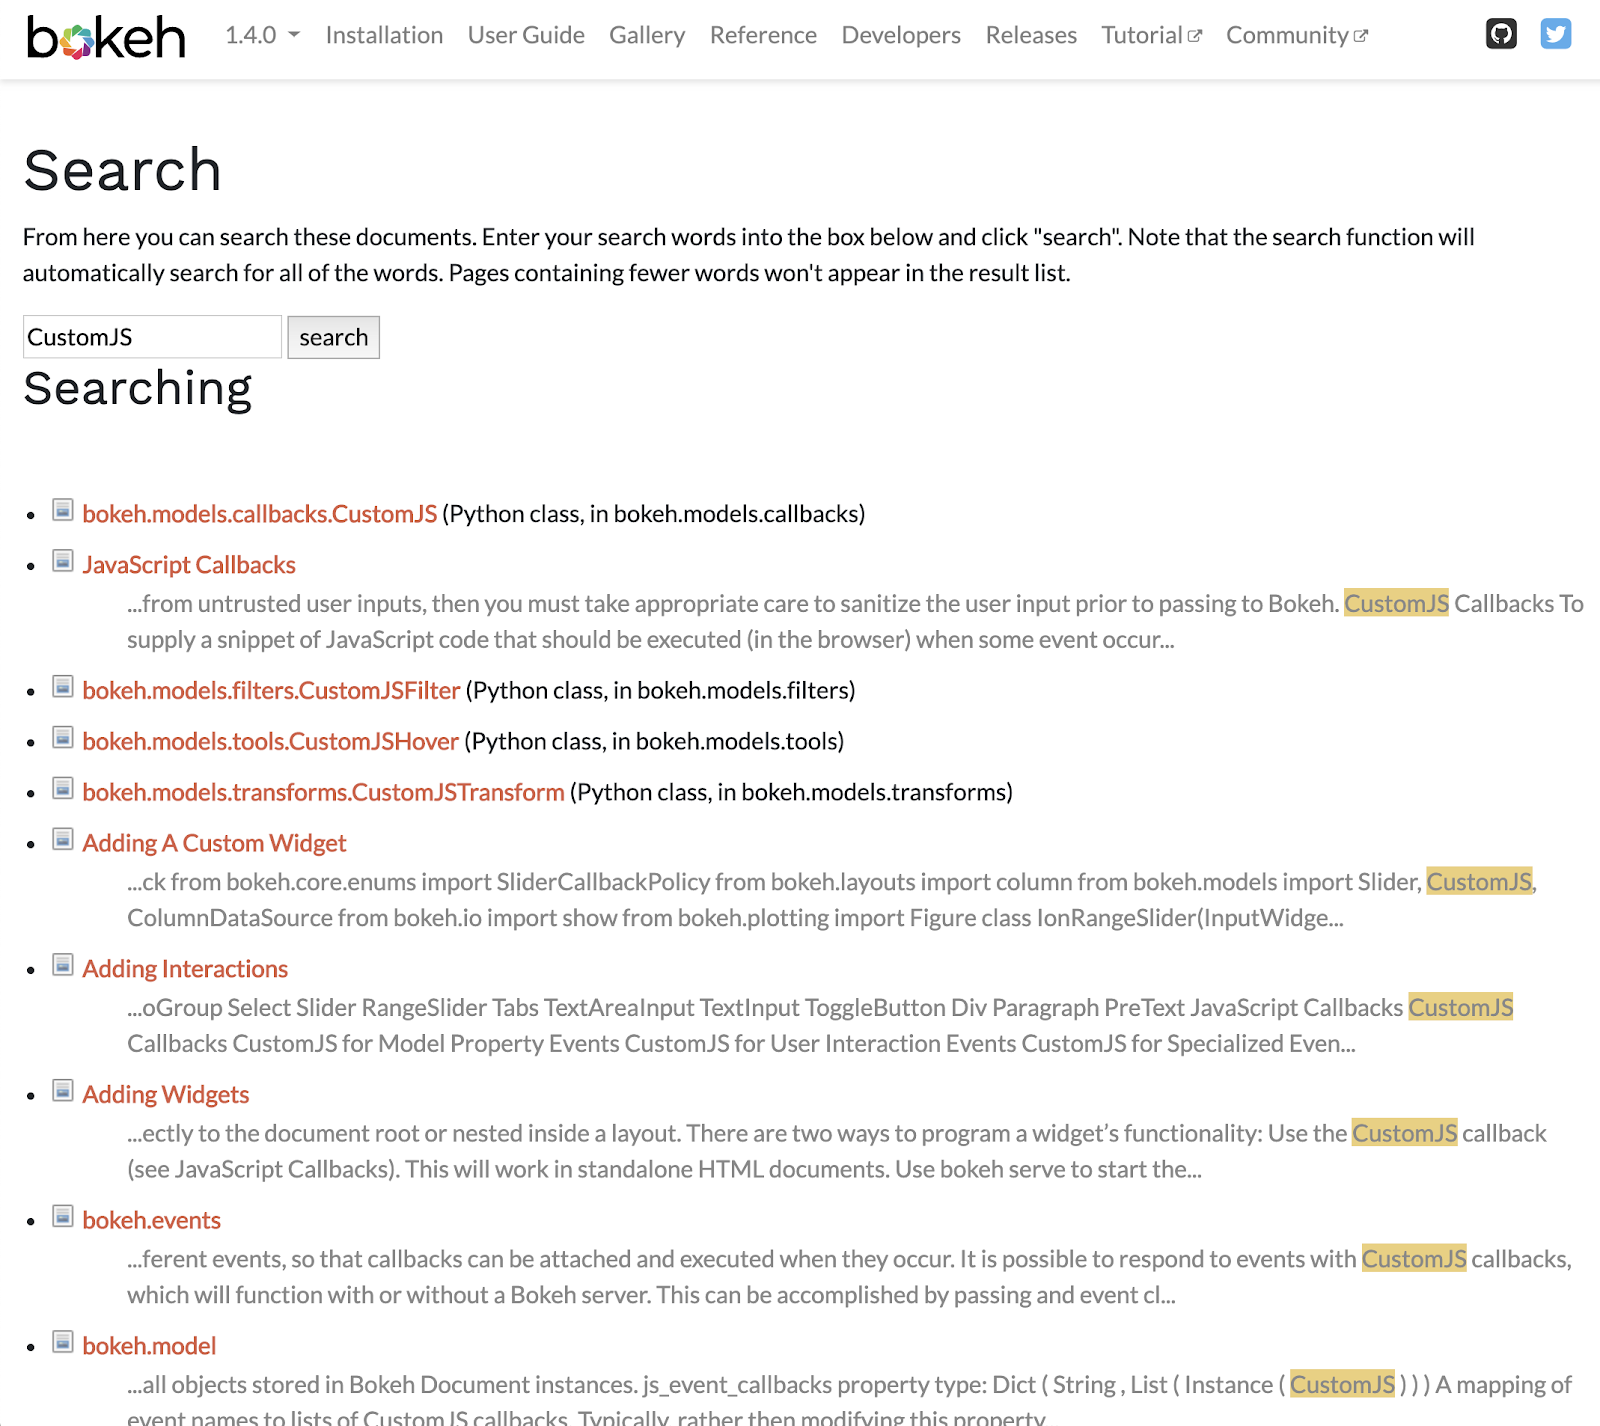 bokeh 1.4.0 Installation User Guide Gallery Reference Developers Releases Tutorial Community
Search
From here you can search these documents. Enter your search words into the box below and click "search". Note that the search function will
automatically search for all of the words. Pages containing fewer words won't appear in the result list.
CustomJS search
Searching
bokeh.models.callbacks.CustomJS (Python class, in bokeh.models.callbacks)
JavaScript Callbacks
...from untrusted user inputs, then you must take appropriate care to sanitize the user input prior to passing to Bokeh. CustomJS Callbacks To
supply a snippet of JavaScript code that should be executed (in the browser) when some event occur...
bokeh.models.filters.CustomJSFilter (Python class, in bokeh.models.filters)
bokeh.models.tools.CustomJSHover (Python class, in bokeh.models.tools)
bokeh.models.transforms.CustomJSTransform (Python class, in bokeh.models.transforms)
Adding A Custom Widget
...ck from bokeh.core.enums import SliderCallbackPolicy from bokeh.layouts import column from bokeh.models import Slider, CustomJS,
ColumnDataSource from bokeh.io import show from bokeh.plotting import Figure class IonRangeSlider(InputWidge...
Adding Interactions
...oGroup Select Slider RangeSlider Tabs TextAreaInput TextInput ToggleButton Div Paragraph PreText JavaScript Callbacks CustomJS
Callbacks CustomJS for Model Property Events CustomJS for User Interaction Events CustomJS for Specialized Even...
Adding Widgets
...ectly to the document root or nested inside a layout. There are two ways to program a widget’s functionality: Use the CustomJS callback
(see JavaScript Callbacks). This will work in standalone HTML documents. Use bokeh serve to start the...
bokeh.events
...ferent events, so that callbacks can be attached and executed when they occur. It is possible to respond to events with CustomJS callbacks,
which will function with or without a Bokeh server. This can be accomplished by passing and event cl...
bokeh.model
...all objects stored in Bokeh Document instances. js_event_callbacks property type: Dict ( String , List ( Instance ( CustomJS ) ) ) A mapping of
event names to lists of CustomJS callbacks. Typically, rather then modifying this property